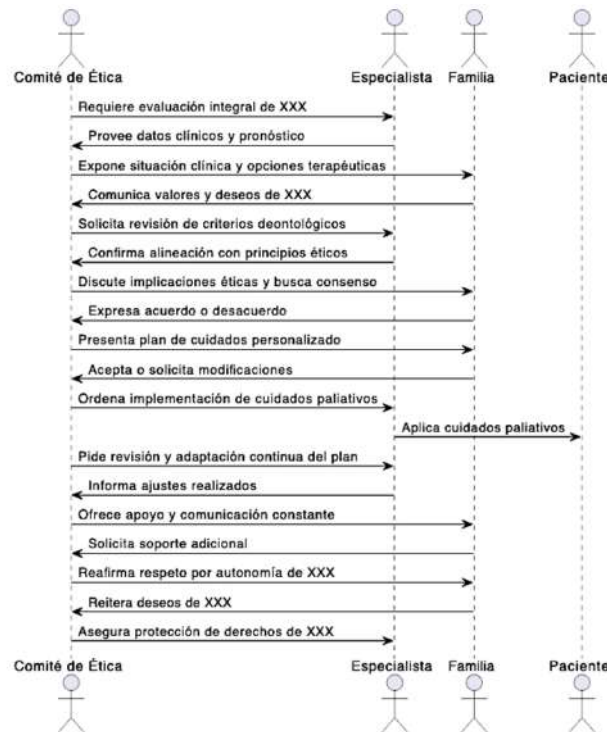 Comité de Ética Especialista Familia Paciente
Requiere evaluación integral de XXX
Provee datos clínicos y pronóstico
Expone situación clínica y opciones terapéuticas
Comunica valores y deseos de XXX
Solicita revisión de criterios deontológicos
Confirma alineación con principios éticos
Discute implicaciones éticas y busca consenso
Expresa acuerdo o desacuerdo
Presenta plan de cuidados personalizado
Acepta o solicita modificaciones
Ordena implementación de cuidados paliativos
Aplica cuidados paliativos
Pide revisión y adaptación continua del plan
Informa ajustes realizados
Ofrece apoyo y comunicación constante
Solicita soporte adicional
Reafirma respeto por autonomía de XXX
Reitera deseos de XXX
Asegura protección de derechos de XXX
Comité de Ética Especialista Familia Paciente